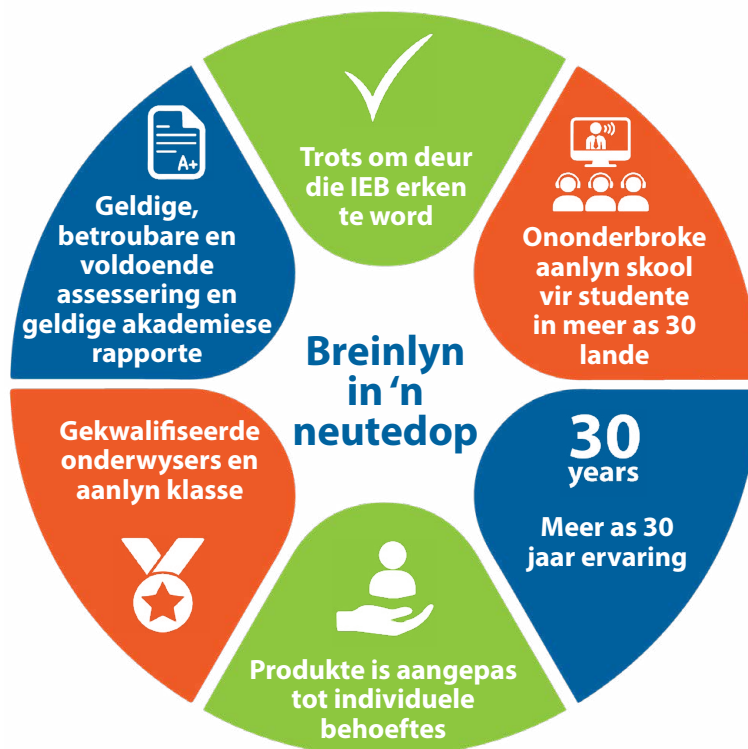 Trots om deur
die IEB erken
te word
Ononderbroke
aanlyn skool
vir studente
in meer as 30
lande
30
years
Meer as 30
jaar ervaring
Produkte is aangepas
tot individuele
behoeftes
Gekwalifiseerde
onderwysers en
aanlyn klasse
A+
Geldige,
betroubare en
voldoende
assessering en
geldige akademiese
rapporte
Breinlyn
in ‘n
neutedop